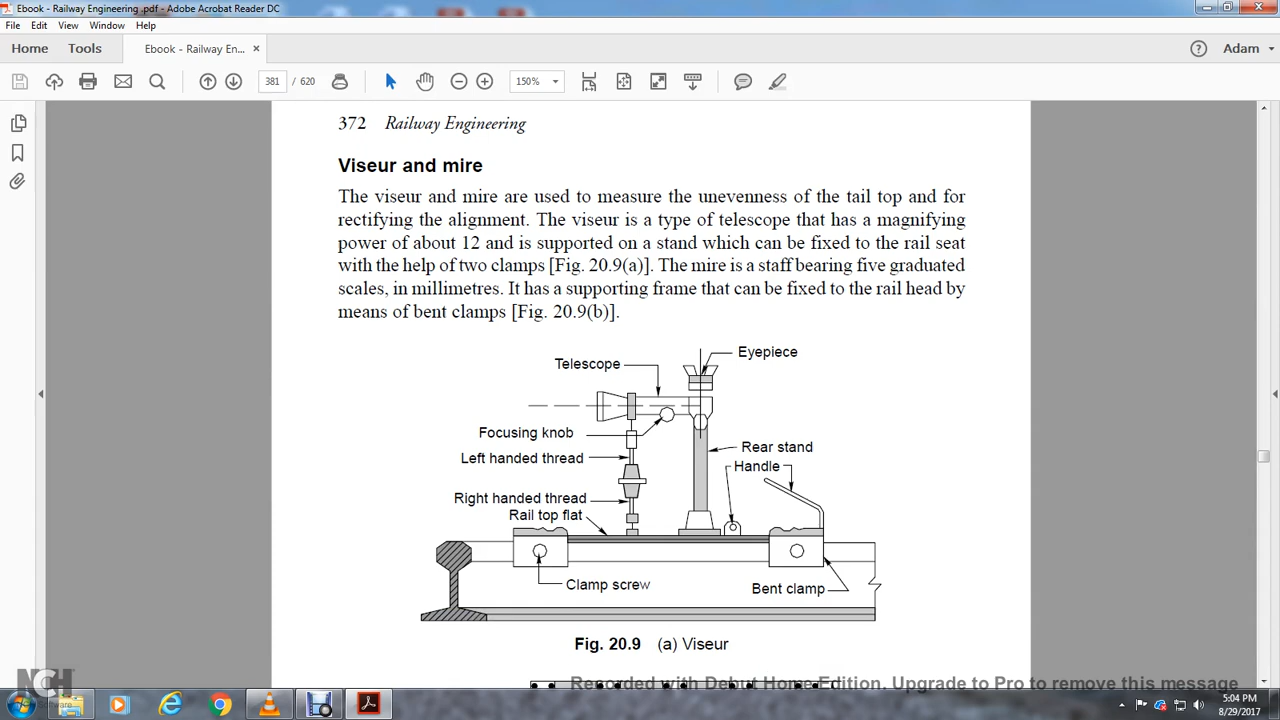 Ebook - Railway Engineering .pdf - Adobe Acrobat Reader DC
File Edit View Window Help
Home Tools Ebook - Railway En... × ? Adam
381 / 620 150%
372 Railway Engineering
Viseur and mire
The viseur and mire are used to measure the unevenness of the tail top and for
rectifying the alignment. The viseur is a type of telescope that has a magnifying
power of about 12 and is supported on a stand which can be fixed to the rail seat
with the help of two clamps [Fig. 20.9(a)]. The mire is a staff bearing five graduated
scales, in millimetres. It has a supporting frame that can be fixed to the rail head by
means of bent clamps [Fig. 20.9(b)].
Eyepiece
Telescope
Focusing knob
Rear stand
Left handed thread
Handle
Right handed thread
Rail top flat
Clamp screw
Bent clamp
Fig. 20.9 (a) Viseur
NCH
Software
Recorded with Debut Home Edition. Upgrade to Pro to remove this message
5:04 PM
8/29/2017